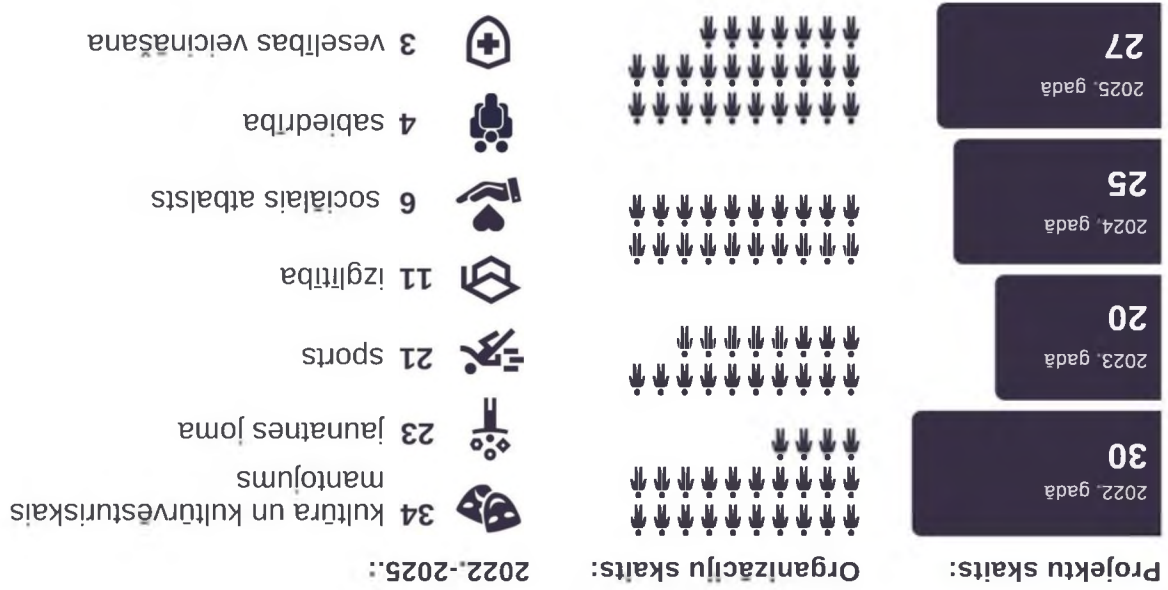 Projektu skaits:
2022. gadā
30
2023. gadā
20
2024. gadā
25
2025. gadā
27
Organizāciju skaits:
2022.-2025.:
34 kultūra un kultūrvēsturiskais
mantojums
23 jaunatnes joma
21 sports
11 izglītība
6 sociālais atbalsts
4 sabiedrība
3 veselības veicināšana